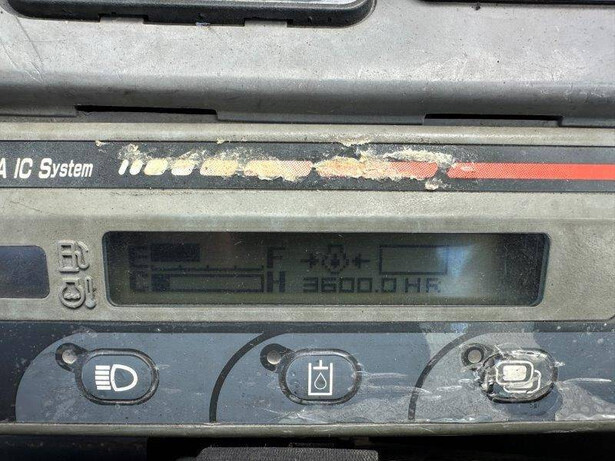 A IC System
E F
C H 3600.0 HR